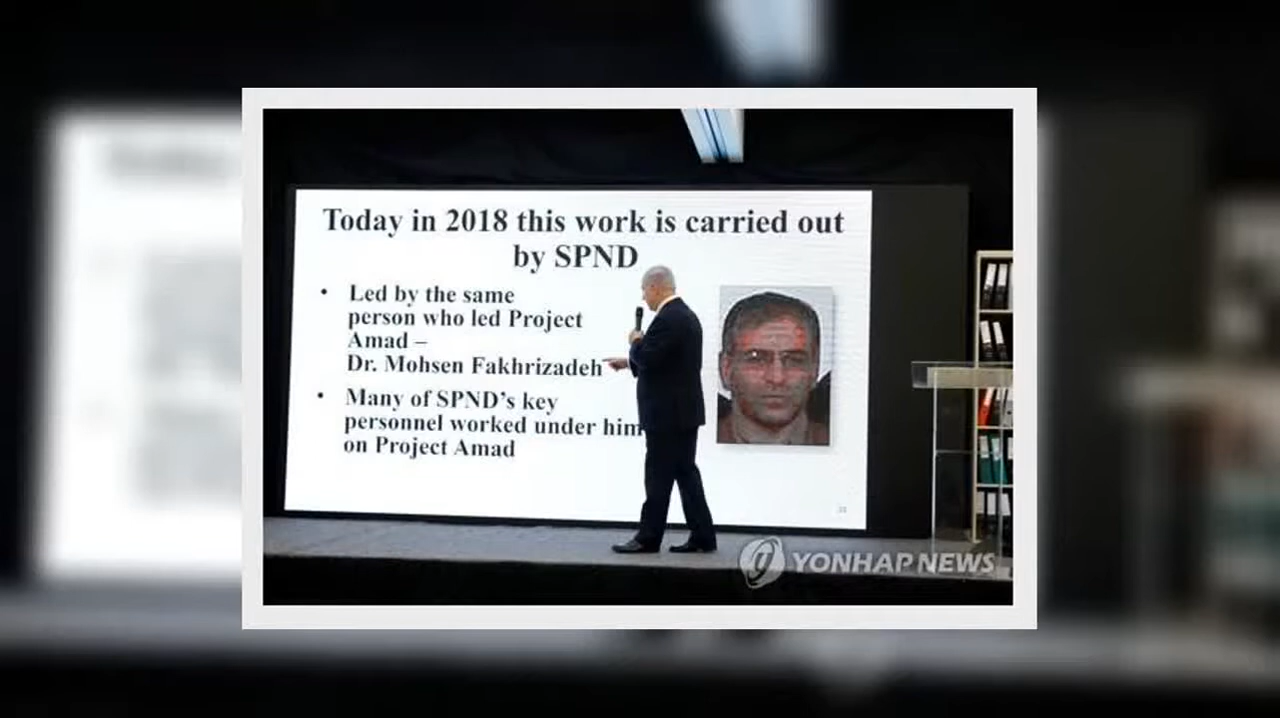 Today in 2018 this work is carried out
by SPND
• Led by the same
person who led Project
Amad –
Dr. Mohsen Fakhrizadeh
• Many of SPND's key
personnel worked under him
on Project Amad
YONHAP NEWS